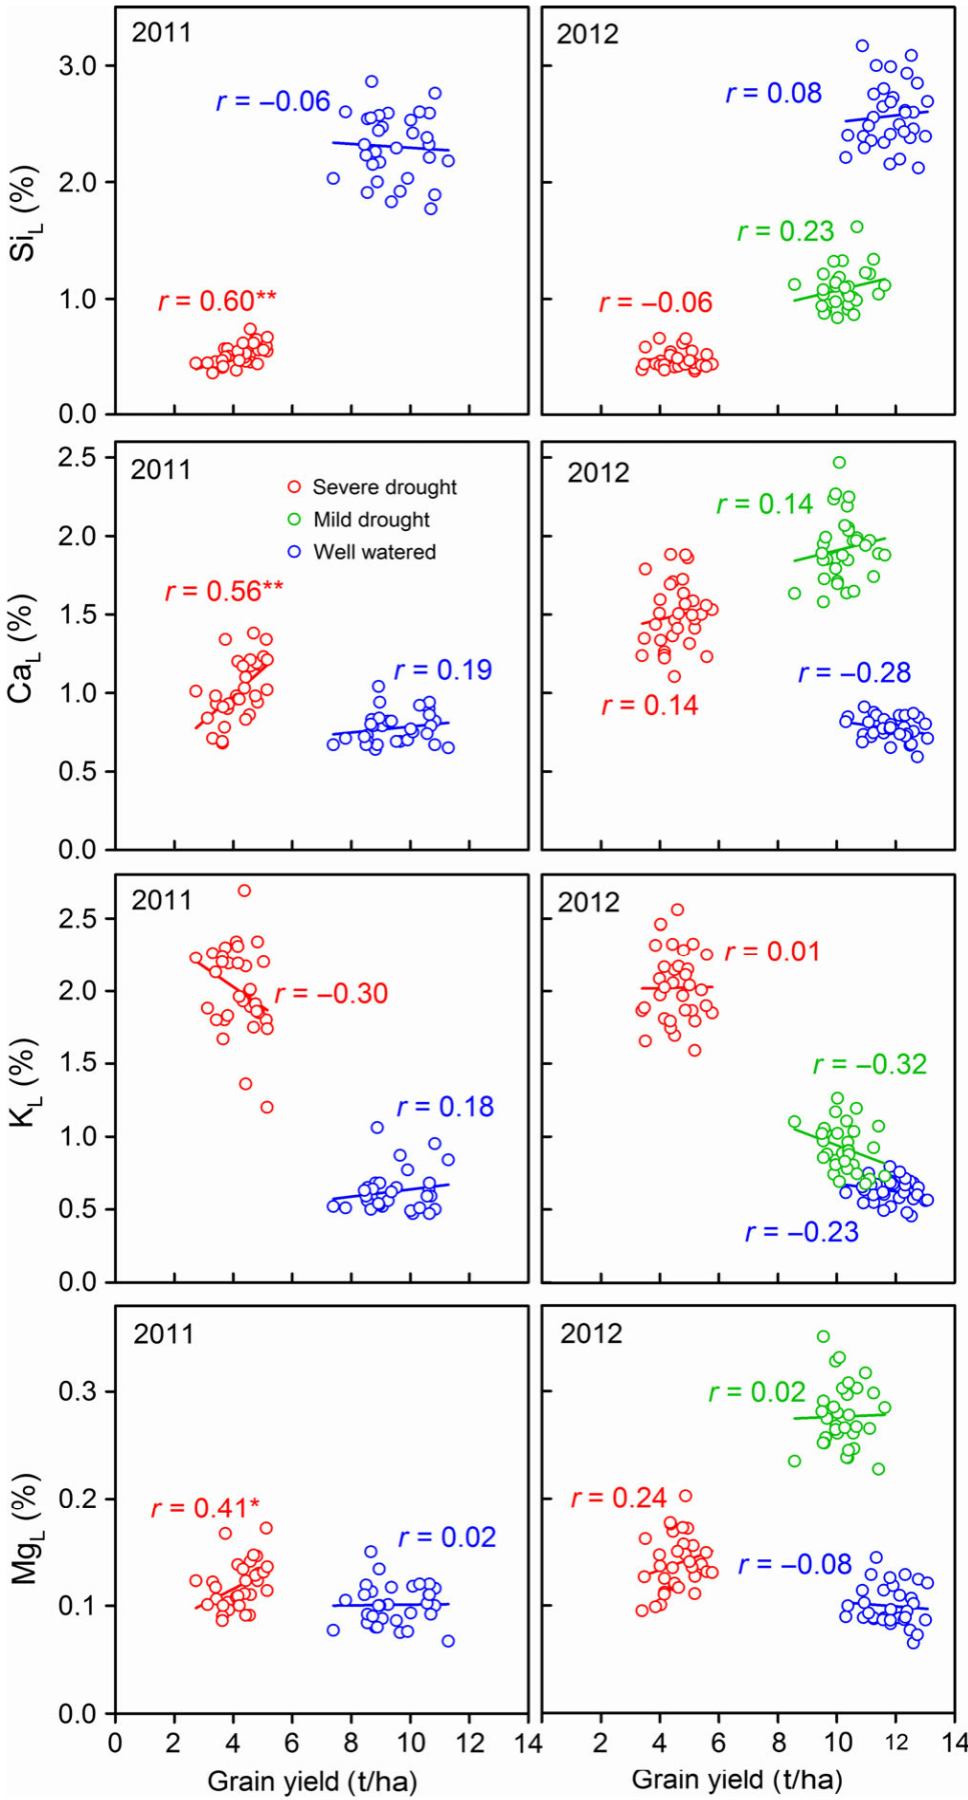 2011
2012
3.0
2.0
1.0
0.0
Si_L (%)
r = −0.06
r = 0.60**
r = 0.08
r = 0.23
r = −0.06
2011
2012
2.5
2.0
1.5
1.0
0.5
0.0
Ca_L (%)
Severe drought
Mild drought
Well watered
r = 0.56**
r = 0.19
r = 0.14
r = 0.14
r = −0.28
2011
2012
2.5
2.0
1.5
1.0
0.5
0.0
K_L (%)
r = −0.30
r = 0.18
r = 0.01
r = −0.32
r = −0.23
2011
2012
0.3
0.2
0.1
0.0
Mg_L (%)
r = 0.41*
r = 0.02
r = 0.02
r = 0.24
r = −0.08
0 2 4 6 8 10 12
2 4 6 8 10 12 14
Grain yield (t/ha)
Grain yield (t/ha)